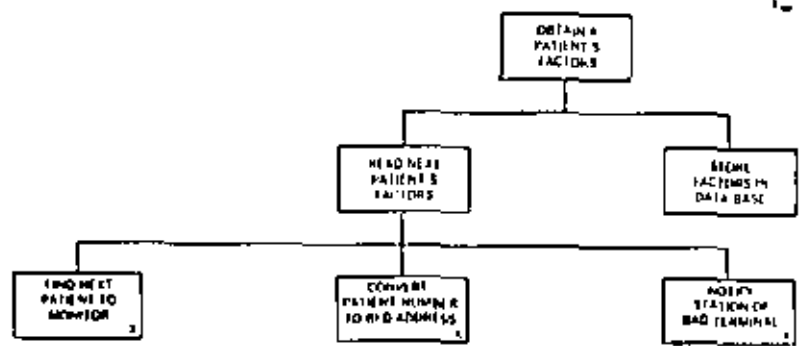 OBTAIN A
PATIENT'S
FACTORS
READ NEXT
PATIENT'S
FACTORS
STORE
FACTORS IN
DATA BASE
FIND NEXT
PATIENT TO
MONITOR
CONVERT
PATIENT NUMBER
TO BED ADDRESS
NOTIFY
STATION OF
BAD TERMINAL